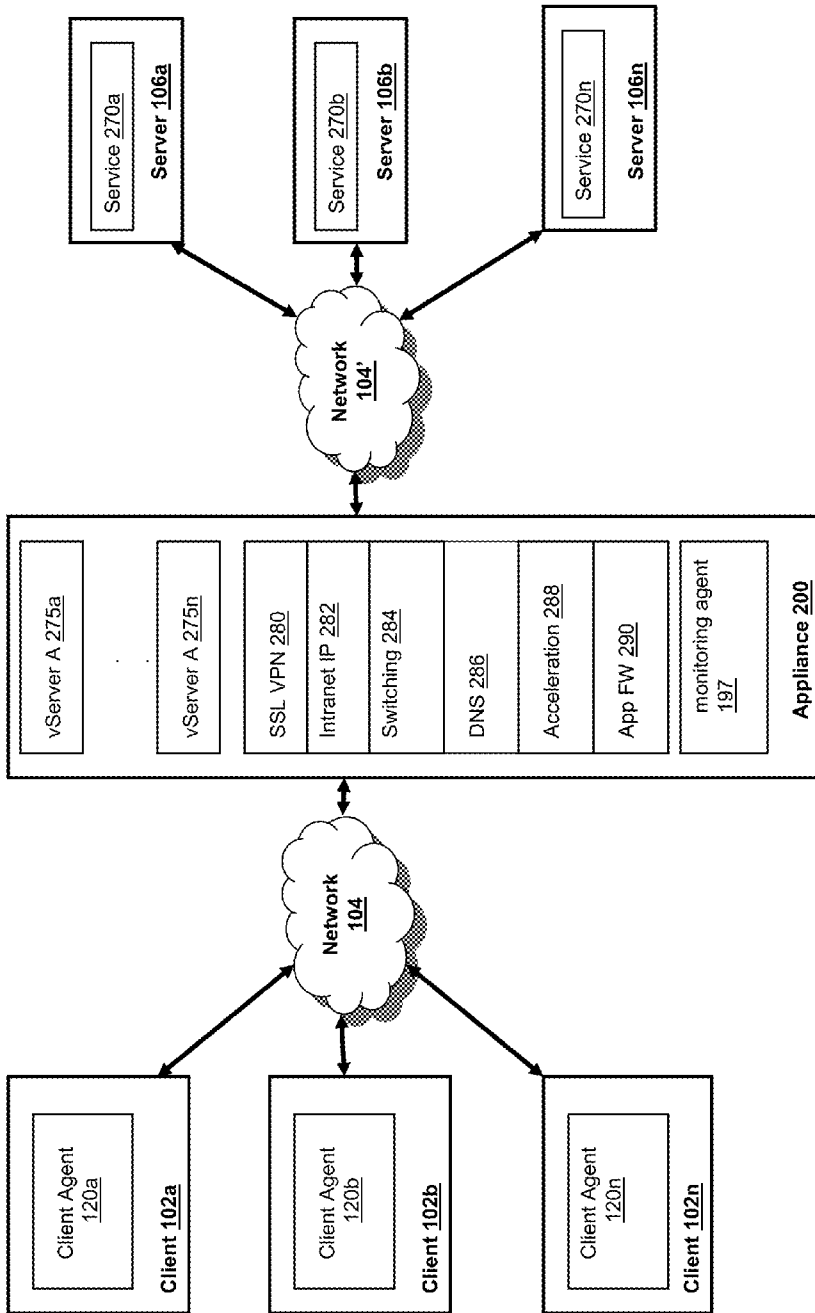 Client Agent
120a
Client 102a
Client Agent
120b
Client 102b
Client Agent
120n
Client 102n
Network
104
vServer A 275a
vServer A 275n
SSL VPN 280
Intranet IP 282
Switching 284
DNS 286
Acceleration 288
App FW 290
monitoring agent
197
Appliance 200
Network
104'
Service 270a
Server 106a
Service 270b
Server 106b
Service 270n
Server 106n